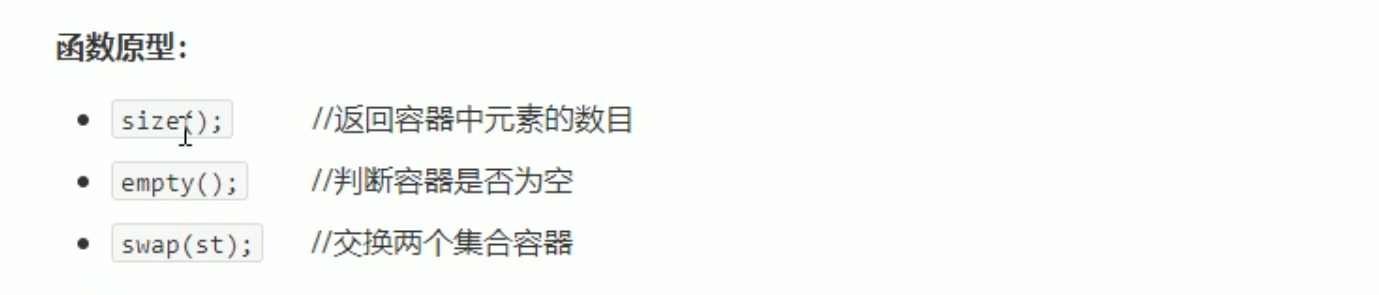 函数原型：
size(); //返回容器中元素的数目
empty(); //判断容器是否为空
swap(st); //交换两个集合容器